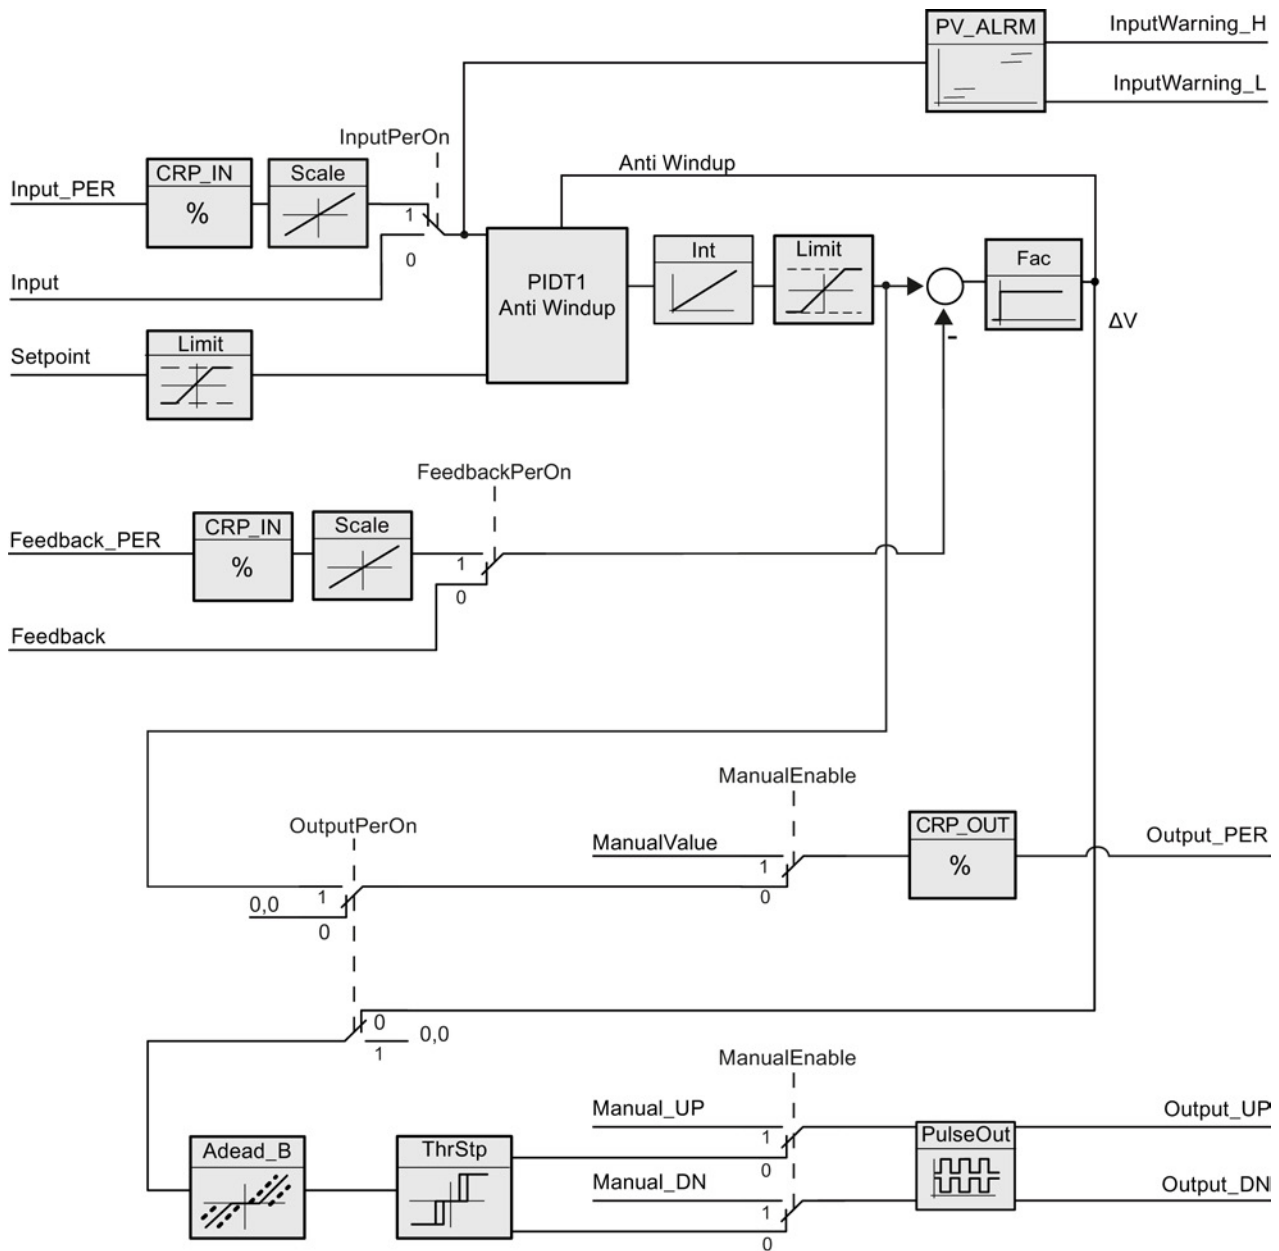 PV_ALRM
InputWarning_H
InputWarning_L
InputPerOn
Anti Windup
Input_PER
CRP_IN
%
Scale
1
0
Input
PIDT1
Anti Windup
Int
Limit
Fac
ΔV
-
Setpoint
Limit
FeedbackPerOn
Feedback_PER
CRP_IN
%
Scale
1
0
Feedback
ManualEnable
OutputPerOn
ManualValue
1
0
CRP_OUT
%
Output_PER
0,0
1
0
0
1
0,0
ManualEnable
Manual_UP
1
0
Output_UP
Adead_B
ThrStp
PulseOut
Manual_DN
1
0
Output_DN